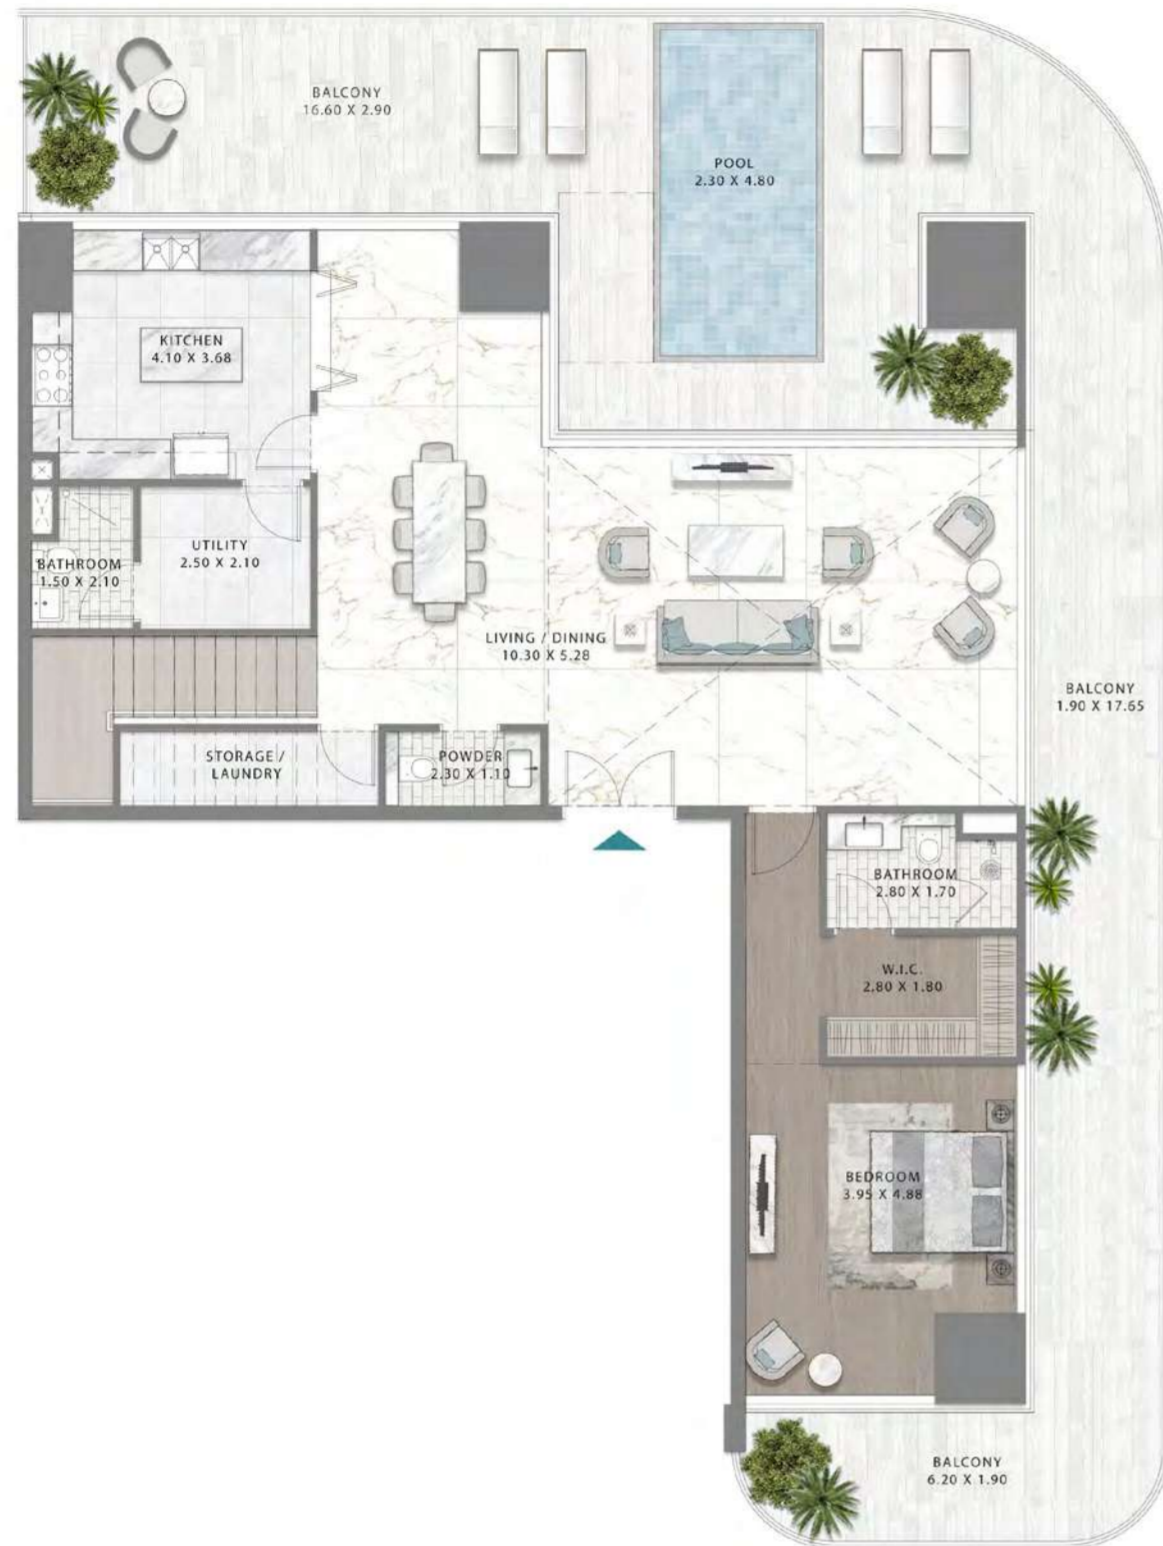 BALCONY
16.60 X 2.90
POOL
2.30 X 4.80
KITCHEN
4.10 X 3.68
UTILITY
2.50 X 2.10
BATHROOM
1.50 X 2.10
LIVING / DINING
10.30 X 5.28
BALCONY
1.90 X 17.65
STORAGE /
LAUNDRY
POWDER
2.30 X 1.10
BATHROOM
2.80 X 1.70
W.I.C.
2.80 X 1.80
BEDROOM
3.95 X 4.88
BALCONY
6.20 X 1.90